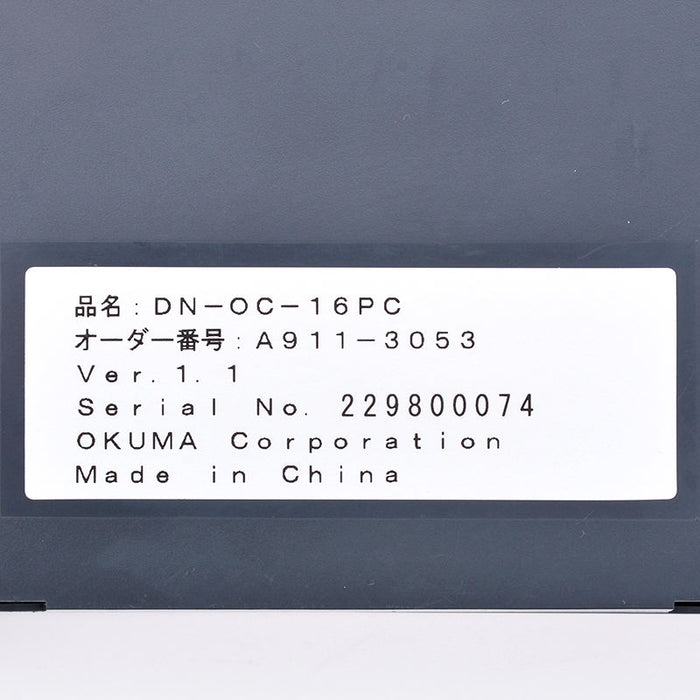 品名:DN-OC-16PC
オーダー番号:A911-3053
Ver.1.1
Serial No. 229800074
OKUMA Corporation
Made in China